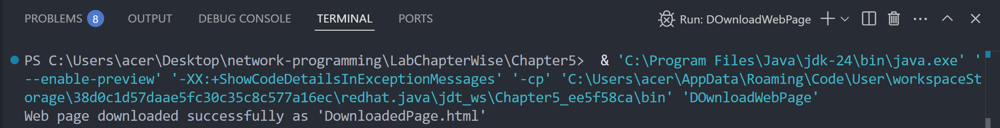 PROBLEMS 8 OUTPUT DEBUG CONSOLE TERMINAL PORTS Run: DOwnloadWebPage
PS C:\Users\acer\Desktop\network-programming\LabChapterWise\Chapter5>  & 'C:\Program Files\Java\jdk-24\bin\java.exe' '
--enable-preview' '-XX:+ShowCodeDetailsInExceptionMessages' '-cp' 'C:\Users\acer\AppData\Roaming\Code\User\workspaceSt
orage\38d0c1d57daae5fc30c35c8c577a16ec\redhat.java\jdt_ws\Chapter5_ee5f58ca\bin' 'DOwnloadWebPage'
Web page downloaded successfully as 'DownloadedPage.html'